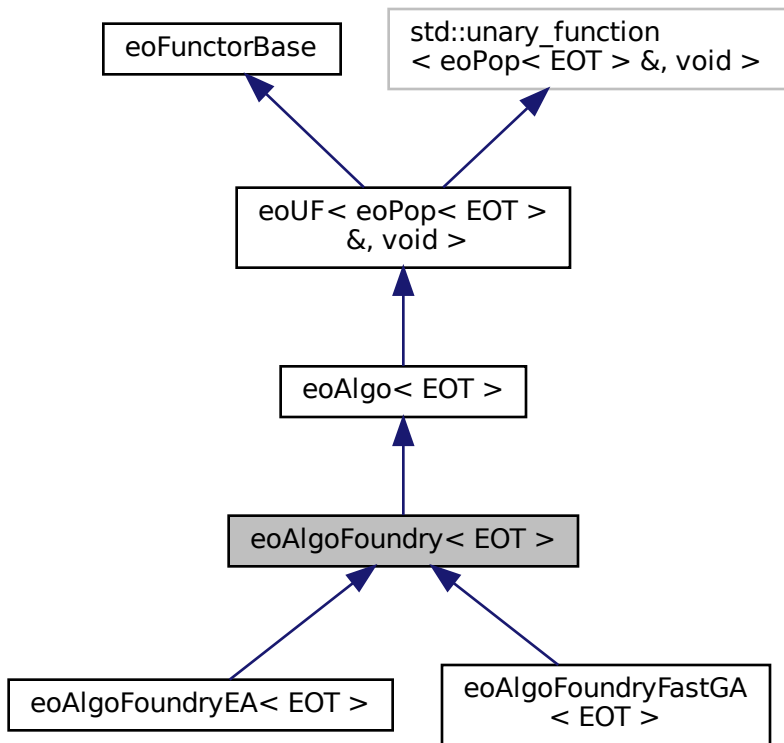 eoFunctorBase
std::unary_function
< eoPop< EOT > &, void >
eoUF< eoPop< EOT >
&, void >
eoAlgo< EOT >
eoAlgoFoundry< EOT >
eoAlgoFoundryEA< EOT >
eoAlgoFoundryFastGA
< EOT >